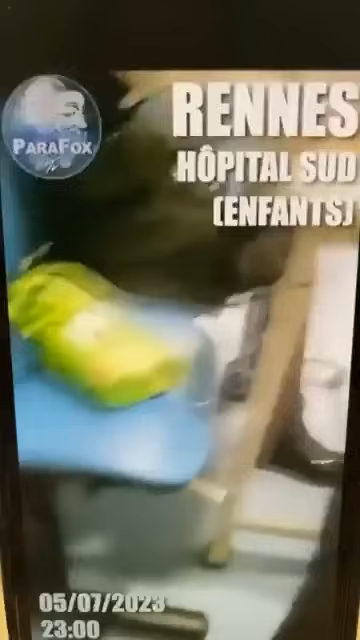 PARAFOX
RENNES
HÔPITAL SUD
(ENFANTS)
05/07/2023
23:00